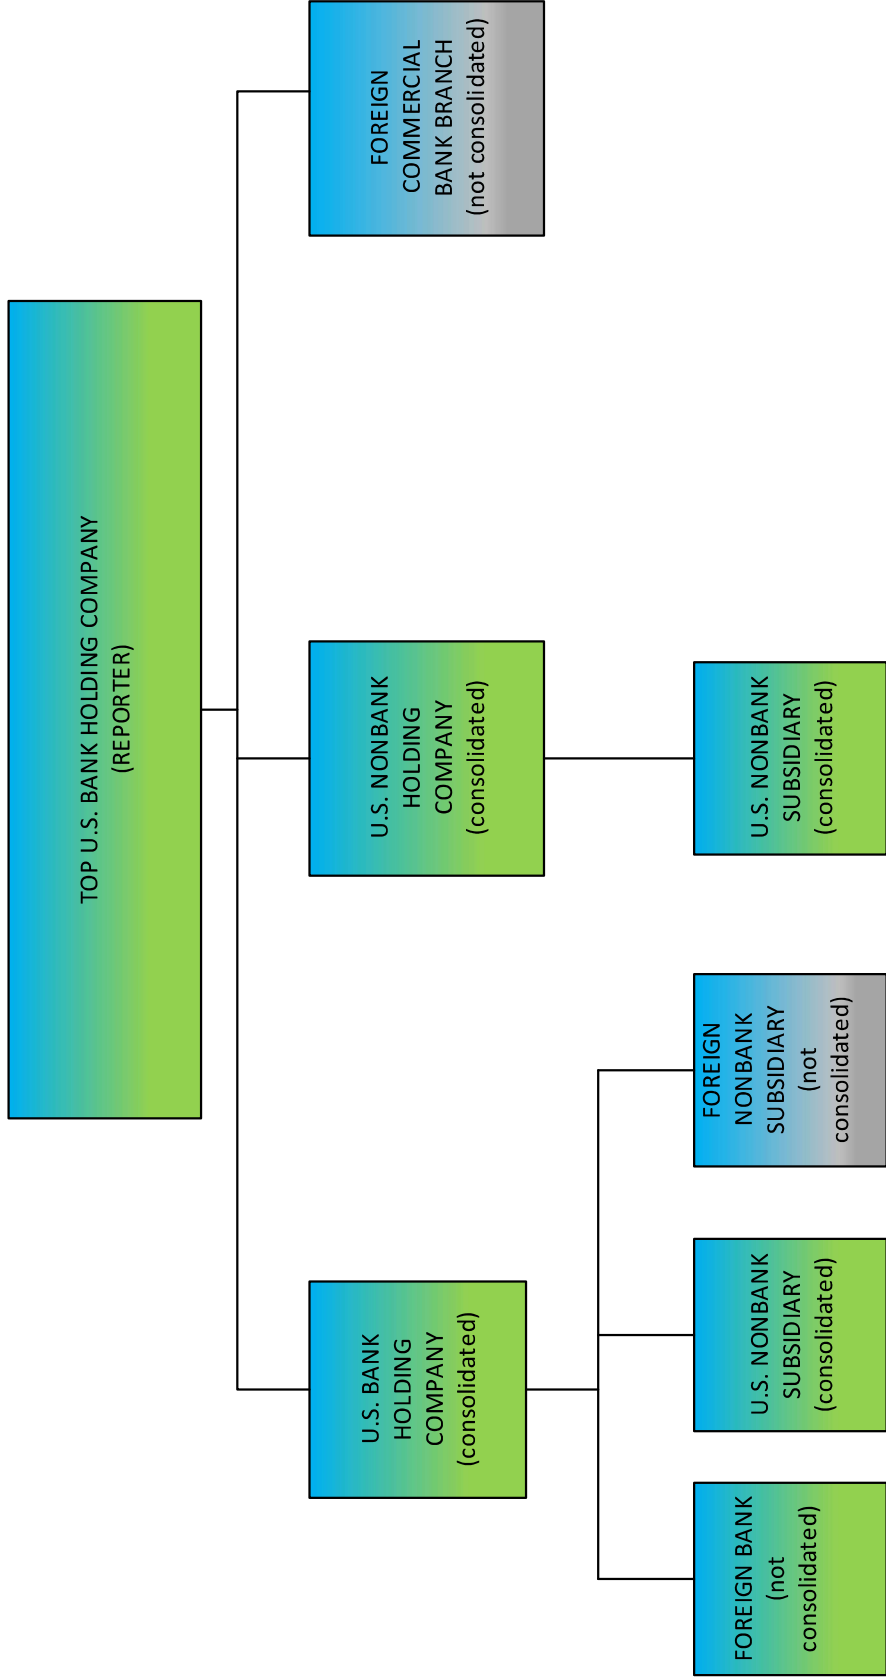 TOP U.S. BANK HOLDING COMPANY
(REPORTER)
U.S. BANK
HOLDING
COMPANY
(consolidated)
U.S. NONBANK
HOLDING
COMPANY
(consolidated)
FOREIGN
COMMERCIAL
BANK BRANCH
(not consolidated)
FOREIGN BANK
(not
consolidated)
U.S. NONBANK
SUBSIDIARY
(consolidated)
FOREIGN
NONBANK
SUBSIDIARY
(not
consolidated)
U.S. NONBANK
SUBSIDIARY
(consolidated)